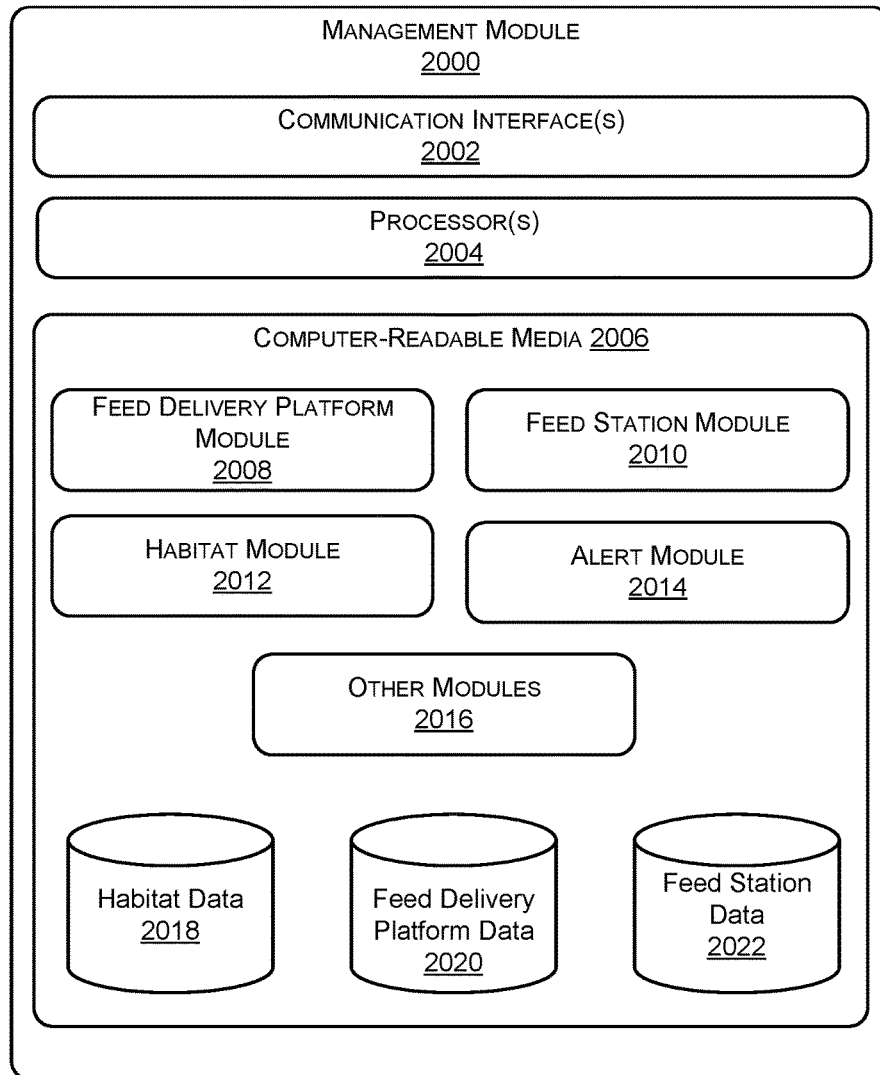 MANAGEMENT MODULE
2000
COMMUNICATION INTERFACE(S)
2002
PROCESSOR(S)
2004
COMPUTER-READABLE MEDIA 2006
FEED DELIVERY PLATFORM
MODULE
2008
FEED STATION MODULE
2010
HABITAT MODULE
2012
ALERT MODULE
2014
OTHER MODULES
2016
Habitat Data
2018
Feed Delivery
Platform Data
2020
Feed Station
Data
2022